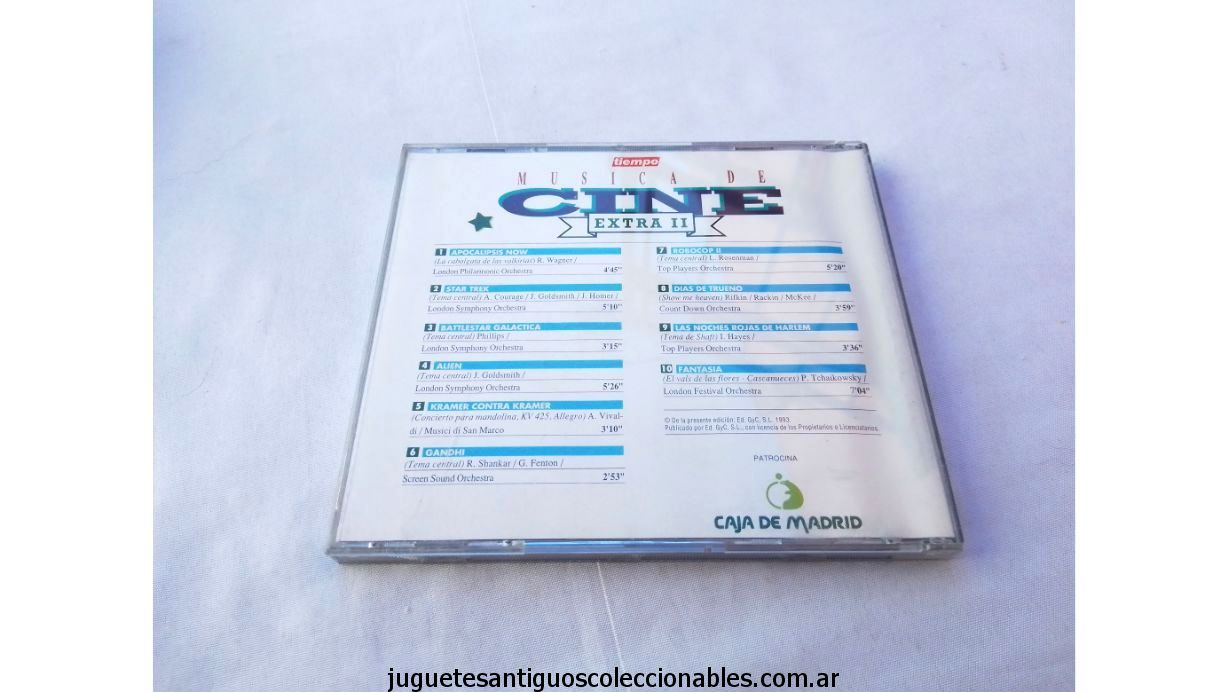 tiempo
MUSICA DE
CINE
EXTRA II
1 APOCALIPSIS NOW
(La cabalgata de las valkirias) R. Wagner /
London Philarmonic Orchestra 4'45"
2 STAR TREK
(Tema central) A. Courage / J. Goldsmith / J. Horner /
London Symphony Orchestra 5'10"
3 BATTLESTAR GALACTICA
(Tema central) Phillips /
London Symphony Orchestra 3'15"
4 ALIEN
(Tema central) J. Goldsmith /
London Symphony Orchestra 5'26"
5 KRAMER CONTRA KRAMER
(Concierto para mandolina, KV 425, Allegro) A. Vival-
di / Musici di San Marco 3'10"
6 GANDHI
(Tema central) R. Shankar / G. Fenton /
Screen Sound Orchestra 2'53"
7 ROBOCOP II
(Tema central) L. Rosenman /
Top Players Orchestra 5'20"
8 DIAS DE TRUENO
(Show me heaven) Rifkin / Rackin / McKee /
Count Down Orchestra 3'59"
9 LAS NOCHES ROJAS DE HARLEM
(Tema de Shaft) I. Hayes /
Top Players Orchestra 3'36"
10 FANTASIA
(El vals de las flores - Cascanueces) P. Tchaikowsky /
London Festival Orchestra 7'04"
© De la presente edición: Ed. GyC, S.L., 1993.
Publicado por Ed. GyC, S.L., con licencia de los Propietarios o Licenciatarios.
PATROCINA
CAJA DE MADRID
juguetesantiguoscoleccionables.com.ar